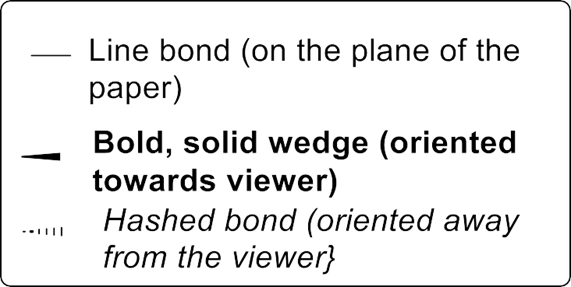 Line bond (on the plane of the
paper)
Bold, solid wedge (oriented
towards viewer)
Hashed bond (oriented away
from the viewer}